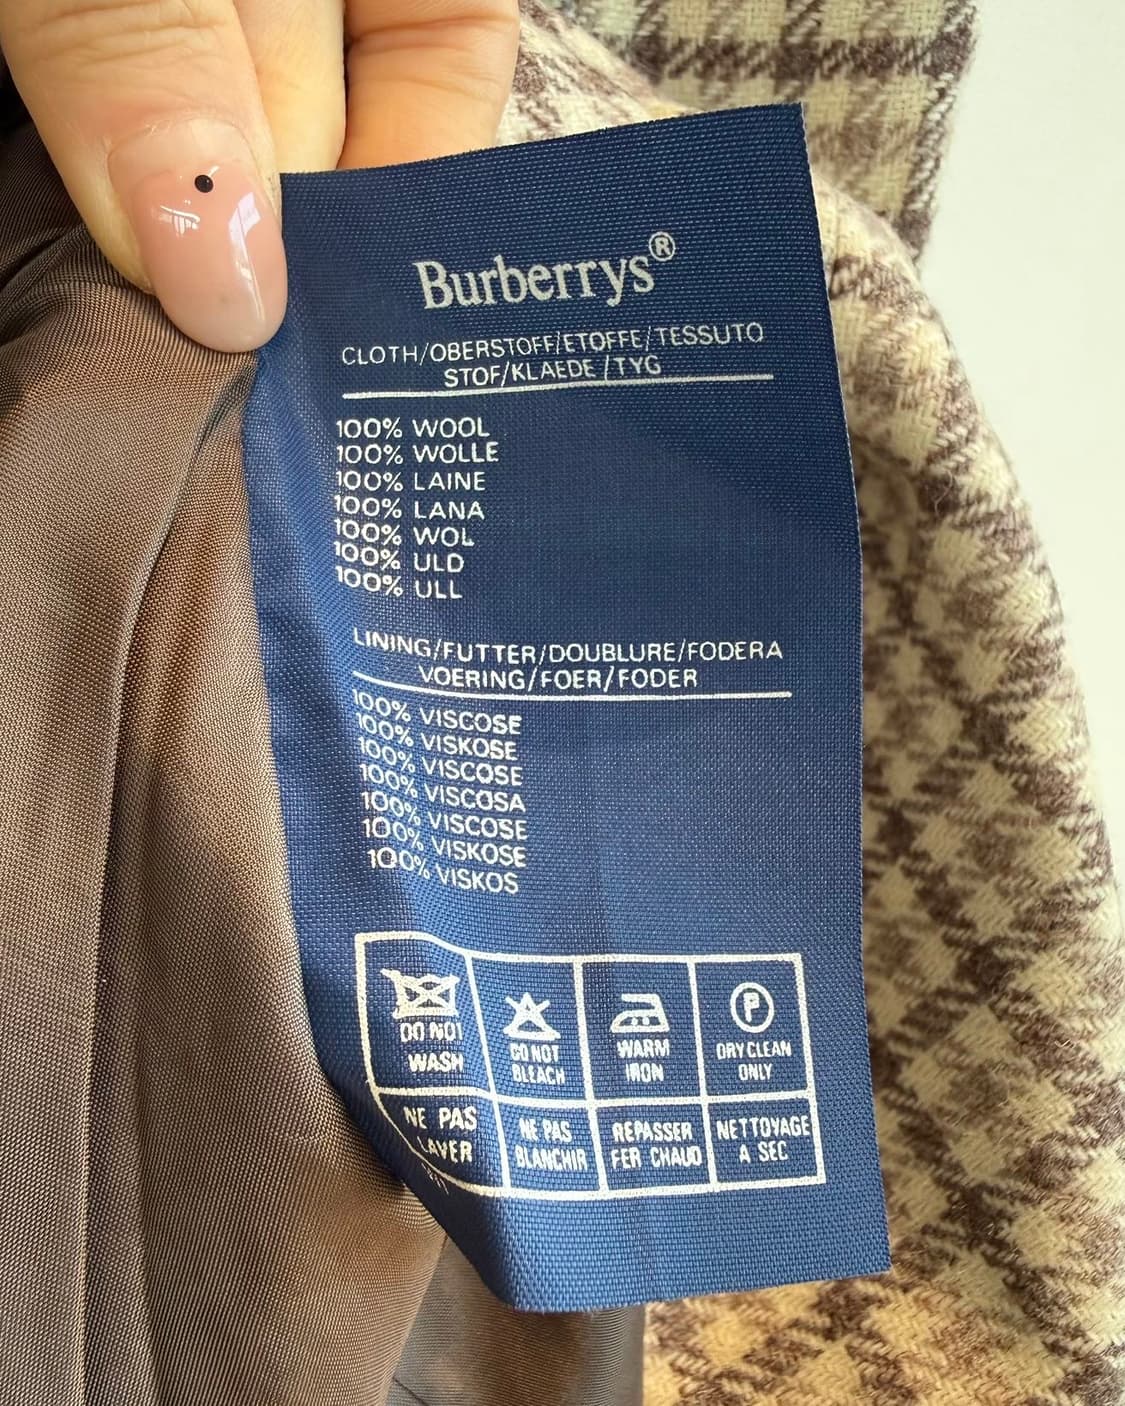 Burberrys®
CLOTH/OBERSTOFF/ETOFFE/TESSUTO
STOF/KLAEDE/TYG
100% WOOL
100% WOLLE
100% LAINE
100% LANA
100% WOL
100% ULD
100% ULL
LINING/FUTTER/DOUBLURE/FODERA
VOERING/FOER/FODER
100% VISCOSE
100% VISKOSE
100% VISCOSE
100% VISCOSA
100% VISCOSE
100% VISKOSE
100% VISKOS
DO NOT
WASH
DO NOT
BLEACH
WARM
IRON
P
DRY CLEAN
ONLY
NE PAS
LAVER
NE PAS
BLANCHIR
REPASSER
FER CHAUD
NETTOYAGE
A SEC